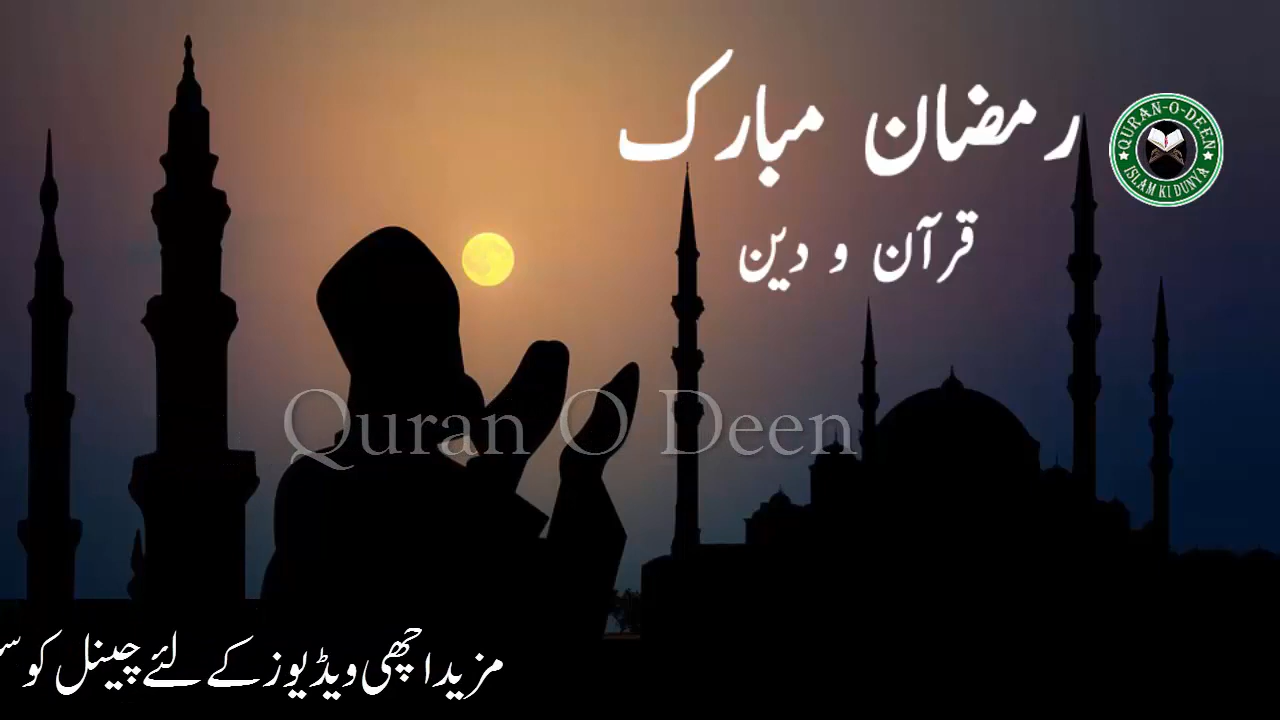 رمضان مبارک
QURAN-O-DEEN
ISLAM KI DUNYA
قرآن و دین
Quran O Deen
مزید اچھی ویڈیوز کے لئے چینل کو